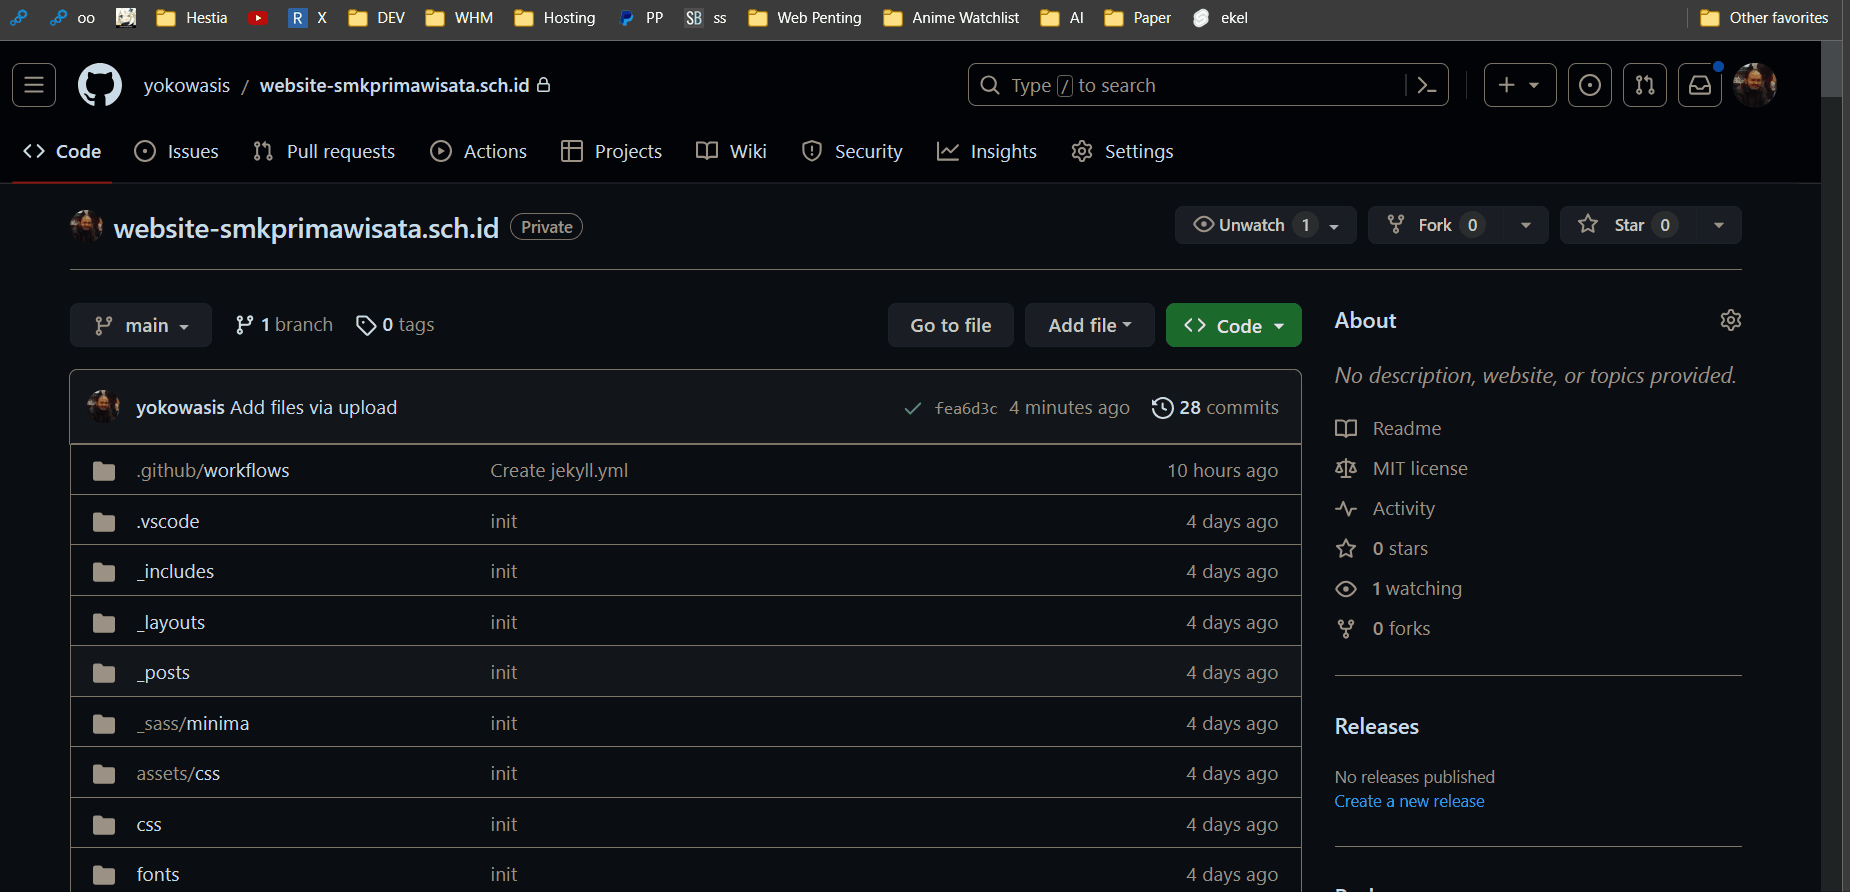 oo Hestia R X DEV WHM Hosting PP SB ss Web Penting Anime Watchlist AI Paper ekel Other favorites
yokowasis / website-smkprimawisata.sch.id Type / to search
Code Issues Pull requests Actions Projects Wiki Security Insights Settings
website-smkprimawisata.sch.id Private Unwatch 1 Fork 0 Star 0
main 1 branch 0 tags Go to file Add file Code
About
No description, website, or topics provided.
yokowasis Add files via upload fea6d3c 4 minutes ago 28 commits
Readme
.github/workflows Create jekyll.yml 10 hours ago
MIT license
Activity
.vscode init 4 days ago
0 stars
_includes init 4 days ago
1 watching
_layouts init 4 days ago
0 forks
_posts init 4 days ago
_sass/minima init 4 days ago
Releases
assets/css init 4 days ago
No releases published
Create a new release
css init 4 days ago
fonts init 4 days ago